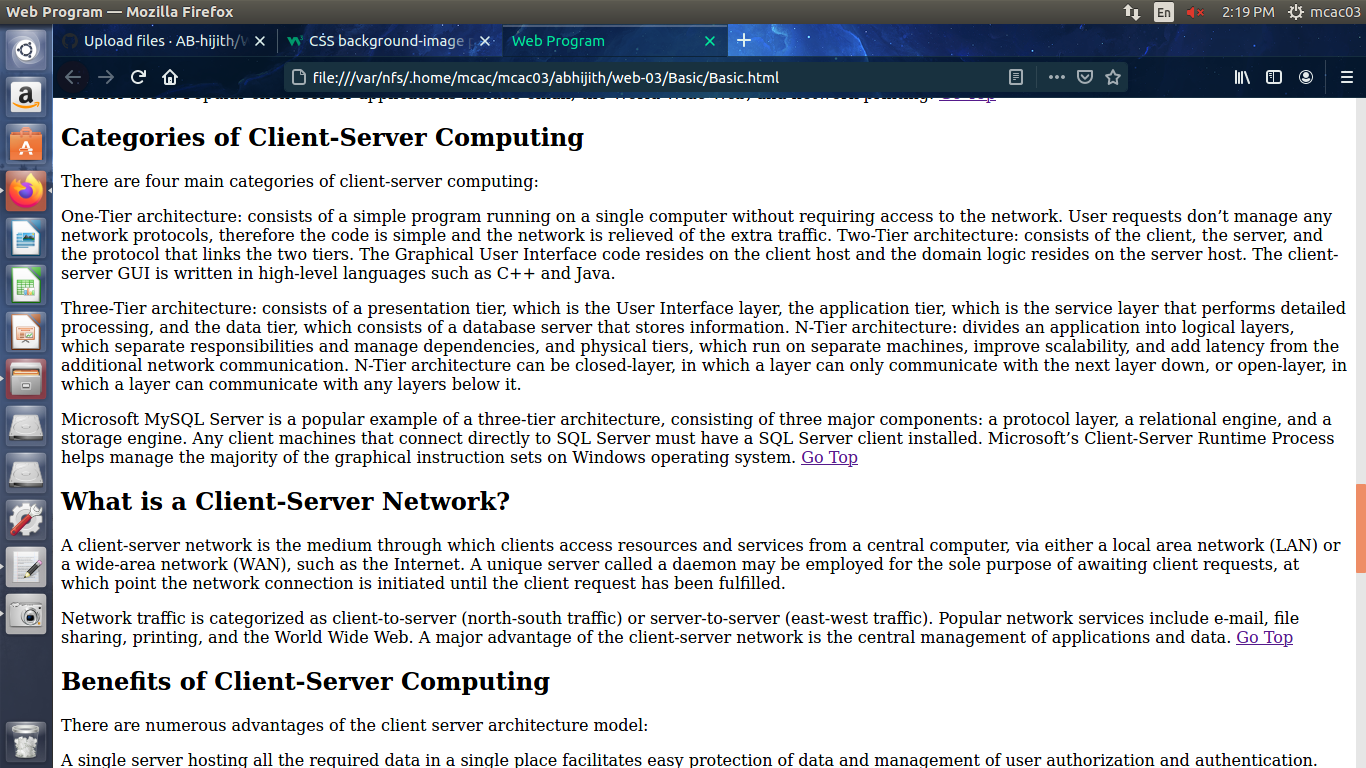 Web Program — Mozilla Firefox
En
2:19 PM
mcac03
Upload files · AB-hijith/
CSS background-image
Web Program
file:///var/nfs/.home/mcac/mcac03/abhijith/web-03/Basic/Basic.html
Go Top
Categories of Client-Server Computing
There are four main categories of client-server computing:
One-Tier architecture: consists of a simple program running on a single computer without requiring access to the network. User requests don’t manage any
network protocols, therefore the code is simple and the network is relieved of the extra traffic. Two-Tier architecture: consists of the client, the server, and
the protocol that links the two tiers. The Graphical User Interface code resides on the client host and the domain logic resides on the server host. The client-
server GUI is written in high-level languages such as C++ and Java.
Three-Tier architecture: consists of a presentation tier, which is the User Interface layer, the application tier, which is the service layer that performs detailed
processing, and the data tier, which consists of a database server that stores information. N-Tier architecture: divides an application into logical layers,
which separate responsibilities and manage dependencies, and physical tiers, which run on separate machines, improve scalability, and add latency from the
additional network communication. N-Tier architecture can be closed-layer, in which a layer can only communicate with the next layer down, or open-layer, in
which a layer can communicate with any layers below it.
Microsoft MySQL Server is a popular example of a three-tier architecture, consisting of three major components: a protocol layer, a relational engine, and a
storage engine. Any client machines that connect directly to SQL Server must have a SQL Server client installed. Microsoft’s Client-Server Runtime Process
helps manage the majority of the graphical instruction sets on Windows operating system. Go Top
What is a Client-Server Network?
A client-server network is the medium through which clients access resources and services from a central computer, via either a local area network (LAN) or
a wide-area network (WAN), such as the Internet. A unique server called a daemon may be employed for the sole purpose of awaiting client requests, at
which point the network connection is initiated until the client request has been fulfilled.
Network traffic is categorized as client-to-server (north-south traffic) or server-to-server (east-west traffic). Popular network services include e-mail, file
sharing, printing, and the World Wide Web. A major advantage of the client-server network is the central management of applications and data. Go Top
Benefits of Client-Server Computing
There are numerous advantages of the client server architecture model:
A single server hosting all the required data in a single place facilitates easy protection of data and management of user authorization and authentication.